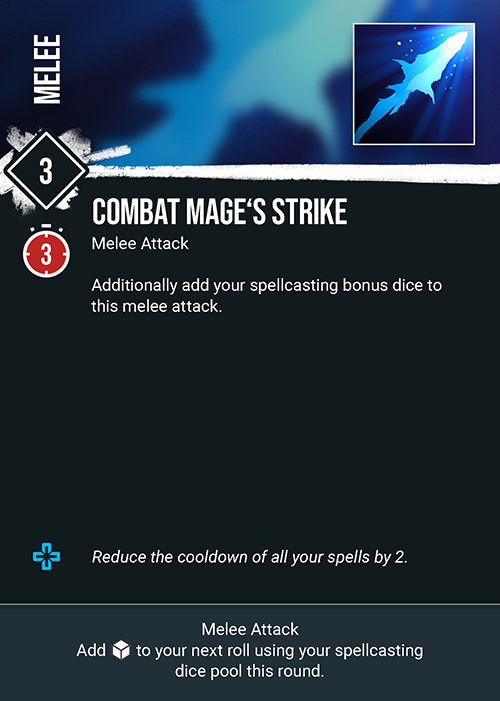 MELEE
3
COMBAT MAGE‘S STRIKE
3
Melee Attack
Additionally add your spellcasting bonus dice to
this melee attack.
Reduce the cooldown of all your spells by 2.
Melee Attack
Add to your next roll using your spellcasting
dice pool this round.